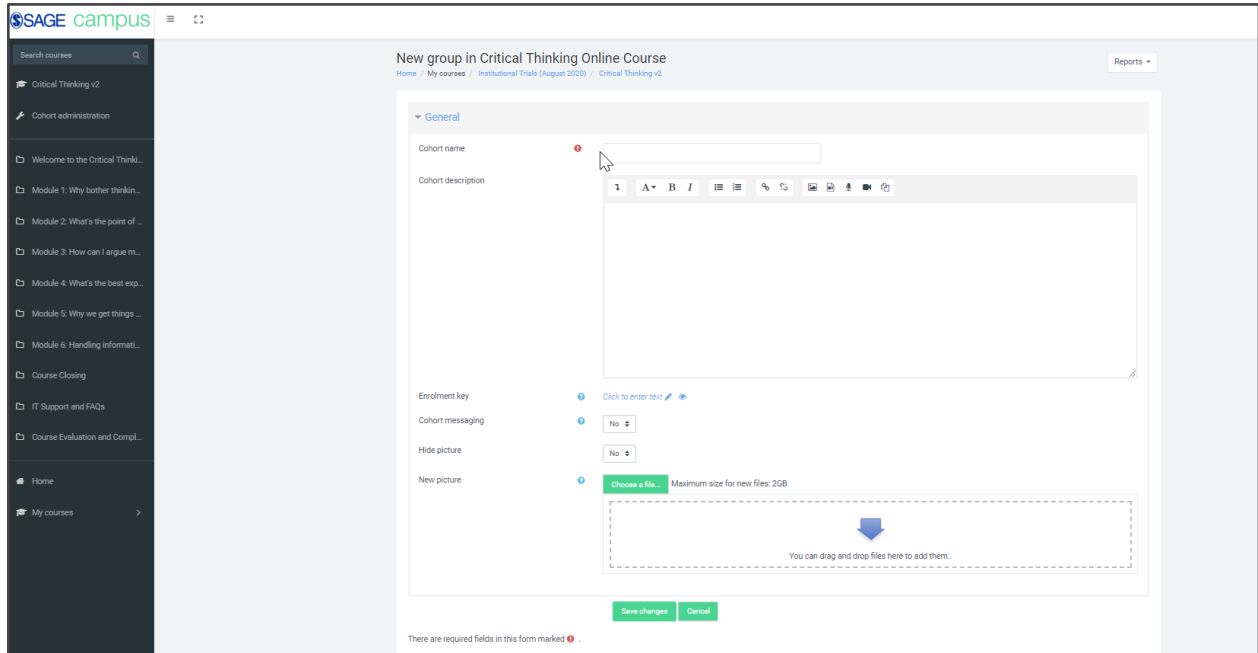 SAGE campus
Search courses
Critical Thinking v2
Cohort administration
Welcome to the Critical Thinki...
Module 1: Why bother thinkin...
Module 2: What's the point of ...
Module 3: How can I argue m...
Module 4: What's the best exp...
Module 5: Why we get things ...
Module 6: Handling informati...
Course Closing
IT Support and FAQs
Course Evaluation and Compl...
Home
My courses
New group in Critical Thinking Online Course
Home / My courses / Institutional Trials (August 2020) / Critical Thinking v2
Reports
General
Cohort name
Cohort description
A B I
Enrolment key
Click to enter text
Cohort messaging
No
Hide picture
No
New picture
Choose a file...
Maximum size for new files: 2GB
You can drag and drop files here to add them.
Save changes
Cancel
There are required fields in this form marked .